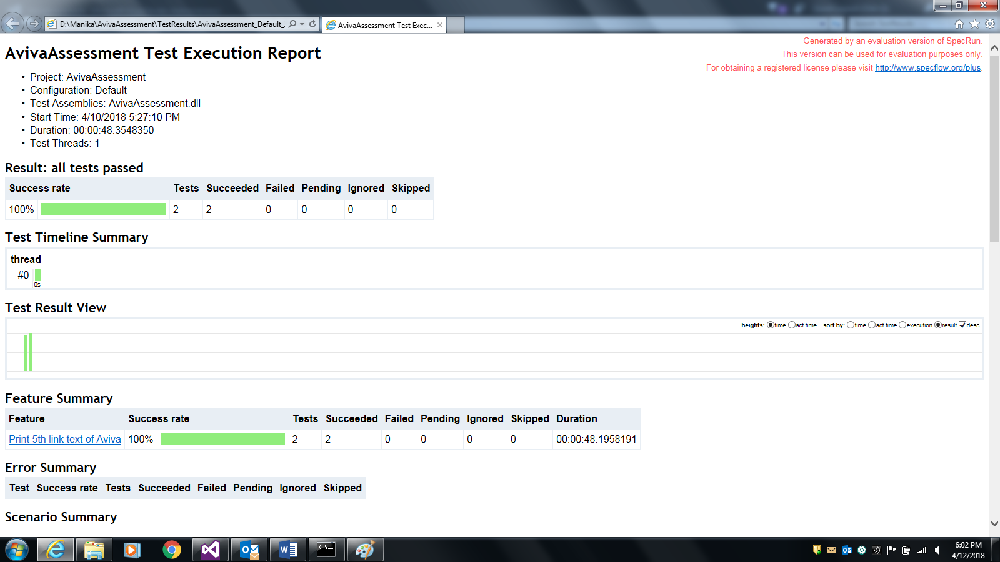 D:\Manika\AvivaAssessment\TestResults\AvivaAssessment_Default_
AvivaAssessment Test Exec...
Generated by an evaluation version of SpecRun.
This version can be used for evaluation purposes only.
For obtaining a registered license please visit http://www.specflow.org/plus.
AvivaAssessment Test Execution Report
• Project: AvivaAssessment
• Configuration: Default
• Test Assemblies: AvivaAssessment.dll
• Start Time: 4/10/2018 5:27:10 PM
• Duration: 00:00:48.3548350
• Test Threads: 1
Result: all tests passed
Success rate Tests Succeeded Failed Pending Ignored Skipped
100% 2 2 0 0 0 0
Test Timeline Summary
thread
#0
0s
Test Result View
heights: time act time sort by: time act time execution result desc
Feature Summary
Feature Success rate Tests Succeeded Failed Pending Ignored Skipped Duration
Print 5th link text of Aviva 100% 2 2 0 0 0 0 00:00:48.1958191
Error Summary
Test Success rate Tests Succeeded Failed Pending Ignored Skipped
Scenario Summary
6:02 PM
4/12/2018